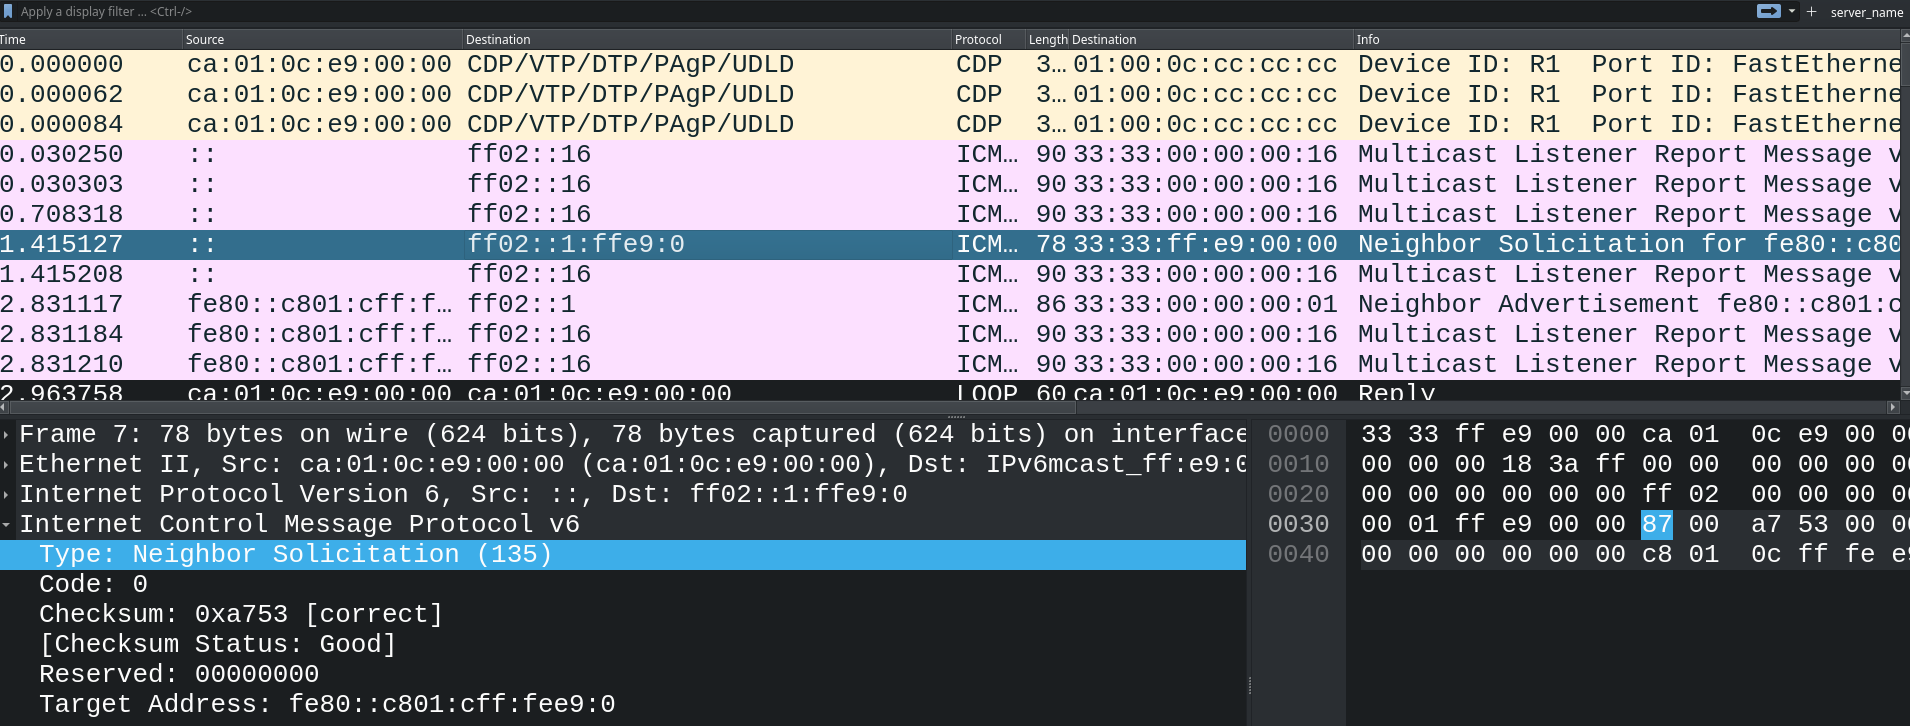 Apply a display filter ... <Ctrl-/> + server_name
Time Source Destination Protocol Length Destination Info
0.000000 ca:01:0c:e9:00:00 CDP/VTP/DTP/PAgP/UDLD CDP 3… 01:00:0c:cc:cc:cc Device ID: R1 Port ID: FastEtherne
0.000062 ca:01:0c:e9:00:00 CDP/VTP/DTP/PAgP/UDLD CDP 3… 01:00:0c:cc:cc:cc Device ID: R1 Port ID: FastEtherne
0.000084 ca:01:0c:e9:00:00 CDP/VTP/DTP/PAgP/UDLD CDP 3… 01:00:0c:cc:cc:cc Device ID: R1 Port ID: FastEtherne
0.030250 :: ff02::16 ICM… 90 33:33:00:00:00:16 Multicast Listener Report Message v
0.030303 :: ff02::16 ICM… 90 33:33:00:00:00:16 Multicast Listener Report Message v
0.708318 :: ff02::16 ICM… 90 33:33:00:00:00:16 Multicast Listener Report Message v
1.415127 :: ff02::1:ffe9:0 ICM… 78 33:33:ff:e9:00:00 Neighbor Solicitation for fe80::c80
1.415208 :: ff02::16 ICM… 90 33:33:00:00:00:16 Multicast Listener Report Message v
2.831117 fe80::c801:cff:f… ff02::1 ICM… 86 33:33:00:00:00:01 Neighbor Advertisement fe80::c801:c
2.831184 fe80::c801:cff:f… ff02::16 ICM… 90 33:33:00:00:00:16 Multicast Listener Report Message v
2.831210 fe80::c801:cff:f… ff02::16 ICM… 90 33:33:00:00:00:16 Multicast Listener Report Message v
2.963758 ca:01:0c:e9:00:00 ca:01:0c:e9:00:00 LOOP 60 ca:01:0c:e9:00:00 Reply
Frame 7: 78 bytes on wire (624 bits), 78 bytes captured (624 bits) on interface
Ethernet II, Src: ca:01:0c:e9:00:00 (ca:01:0c:e9:00:00), Dst: IPv6mcast_ff:e9:0
Internet Protocol Version 6, Src: ::, Dst: ff02::1:ffe9:0
Internet Control Message Protocol v6
Type: Neighbor Solicitation (135)
Code: 0
Checksum: 0xa753 [correct]
[Checksum Status: Good]
Reserved: 00000000
Target Address: fe80::c801:cff:fee9:0
0000 33 33 ff e9 00 00 ca 01 0c e9 00 00
0010 00 00 00 18 3a ff 00 00 00 00 00 00
0020 00 00 00 00 00 00 ff 02 00 00 00 00
0030 00 01 ff e9 00 00 87 00 a7 53 00 00
0040 00 00 00 00 00 00 c8 01 0c ff fe e9